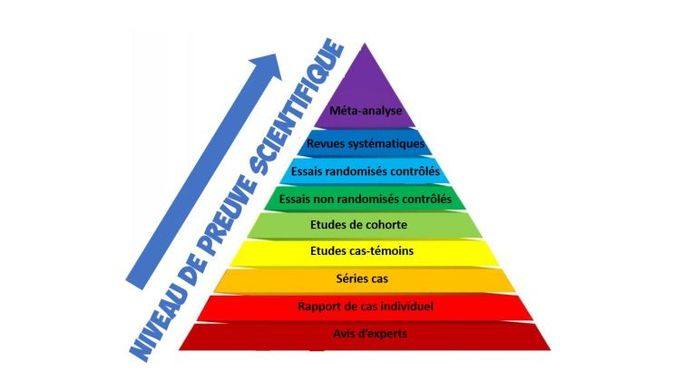 NIVEAU DE PREUVE SCIENTIFIQUE
Méta-analyse
Revues systématiques
Essais randomisés contrôlés
Essais non randomisés contrôlés
Etudes de cohorte
Etudes cas-témoins
Séries cas
Rapport de cas individuel
Avis d'experts